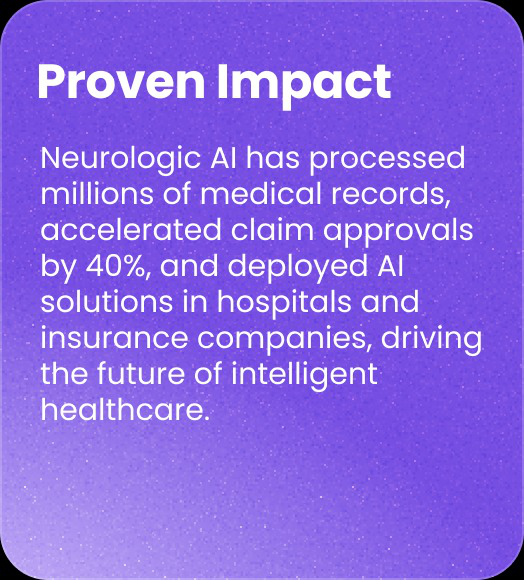 Proven Impact
Neurologic AI has processed
millions of medical records,
accelerated claim approvals
by 40%, and deployed AI
solutions in hospitals and
insurance companies, driving
the future of intelligent
healthcare.